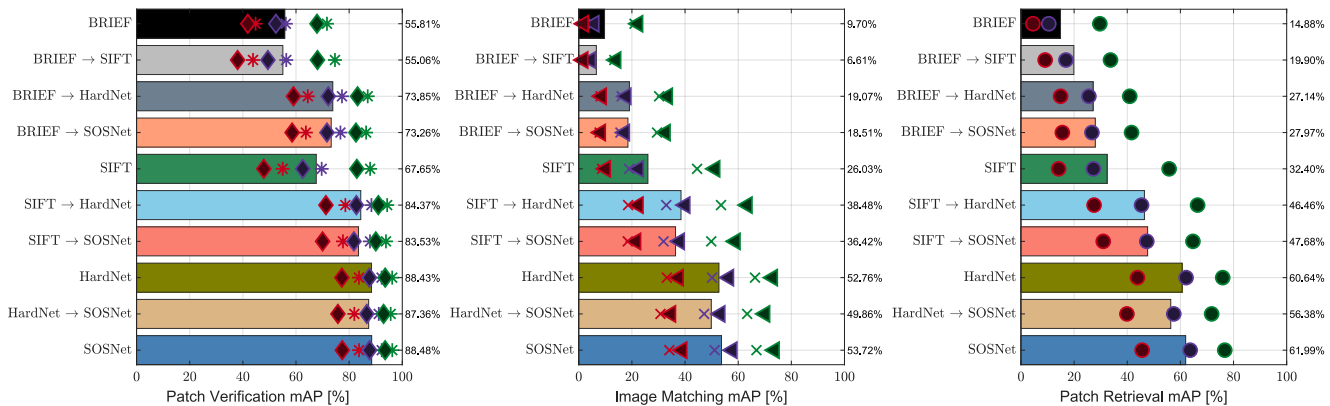 BRIEF
BRIEF → SIFT
BRIEF → HardNet
BRIEF → SOSNet
SIFT
SIFT → HardNet
SIFT → SOSNet
HardNet
HardNet → SOSNet
SOSNet
55,81%
55,06%
73,85%
73,26%
67,65%
84,37%
83,53%
88,43%
87,36%
88,48%
0 20 40 60 80 100
Patch Verification mAP [%]
BRIEF
BRIEF → SIFT
BRIEF → HardNet
BRIEF → SOSNet
SIFT
SIFT → HardNet
SIFT → SOSNet
HardNet
HardNet → SOSNet
SOSNet
9,70%
6,61%
19,07%
18,51%
26,03%
38,48%
36,42%
52,76%
49,86%
53,72%
0 20 40 60 80 100
Image Matching mAP [%]
BRIEF
BRIEF → SIFT
BRIEF → HardNet
BRIEF → SOSNet
SIFT
SIFT → HardNet
SIFT → SOSNet
HardNet
HardNet → SOSNet
SOSNet
14,88%
19,90%
27,14%
27,97%
32,40%
46,46%
47,68%
60,64%
56,38%
61,99%
0 20 40 60 80 100
Patch Retrieval mAP [%]